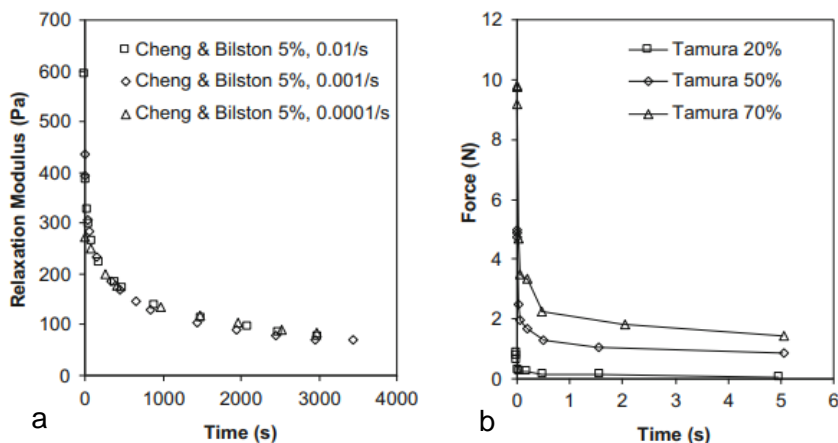 700
600
500
400
300
200
100
0
Relaxation Modulus (Pa)
Cheng & Bilston 5%, 0.01/s
Cheng & Bilston 5%, 0.001/s
Cheng & Bilston 5%, 0.0001/s
0 1000 2000 3000 4000
Time (s)
a
12
10
8
6
4
2
0
Force (N)
Tamura 20%
Tamura 50%
Tamura 70%
0 1 2 3 4 5 6
Time (s)
b